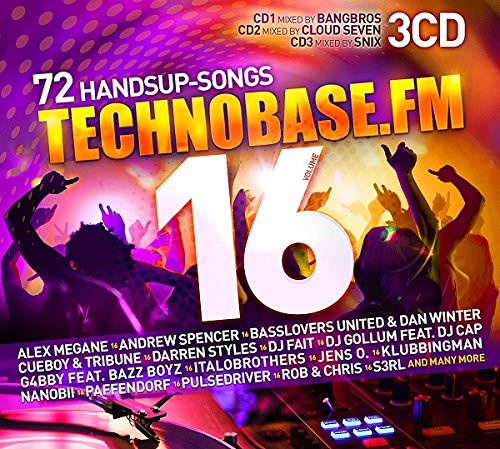 CD1 MIXED BY BANGBROS
CD2 MIXED BY CLOUD SEVEN
CD3 MIXED BY SNIX
3CD
72 HANDSUP-SONGS
TECHNOBASE.FM
VOLUME
16
ALEX MEGANE 16 ANDREW SPENCER 16 BASSLOVERS UNITED & DAN WINTER
CUEBOY & TRIBUNE 16 DARREN STYLES 16 DJ FAIT 16 DJ GOLLUM FEAT. DJ CAP
G4BBY FEAT. BAZZ BOYZ 16 ITALOBROTHERS 16 JENS O. 16 KLUBBINGMAN
NANOBII 16 PAFFENDORF 16 PULSEDRIVER 16 ROB & CHRIS 16 S3RL AND MANY MORE